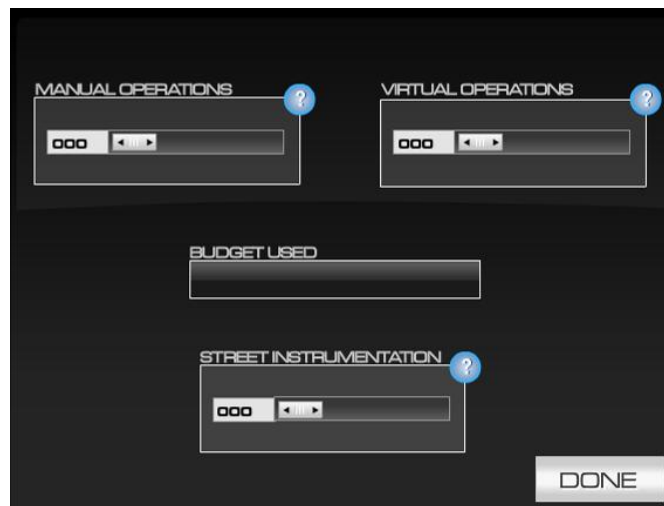 MANUAL OPERATIONS
?
VIRTUAL OPERATIONS
?
000
000
BUDGET USED
STREET INSTRUMENTATION
?
000
DONE